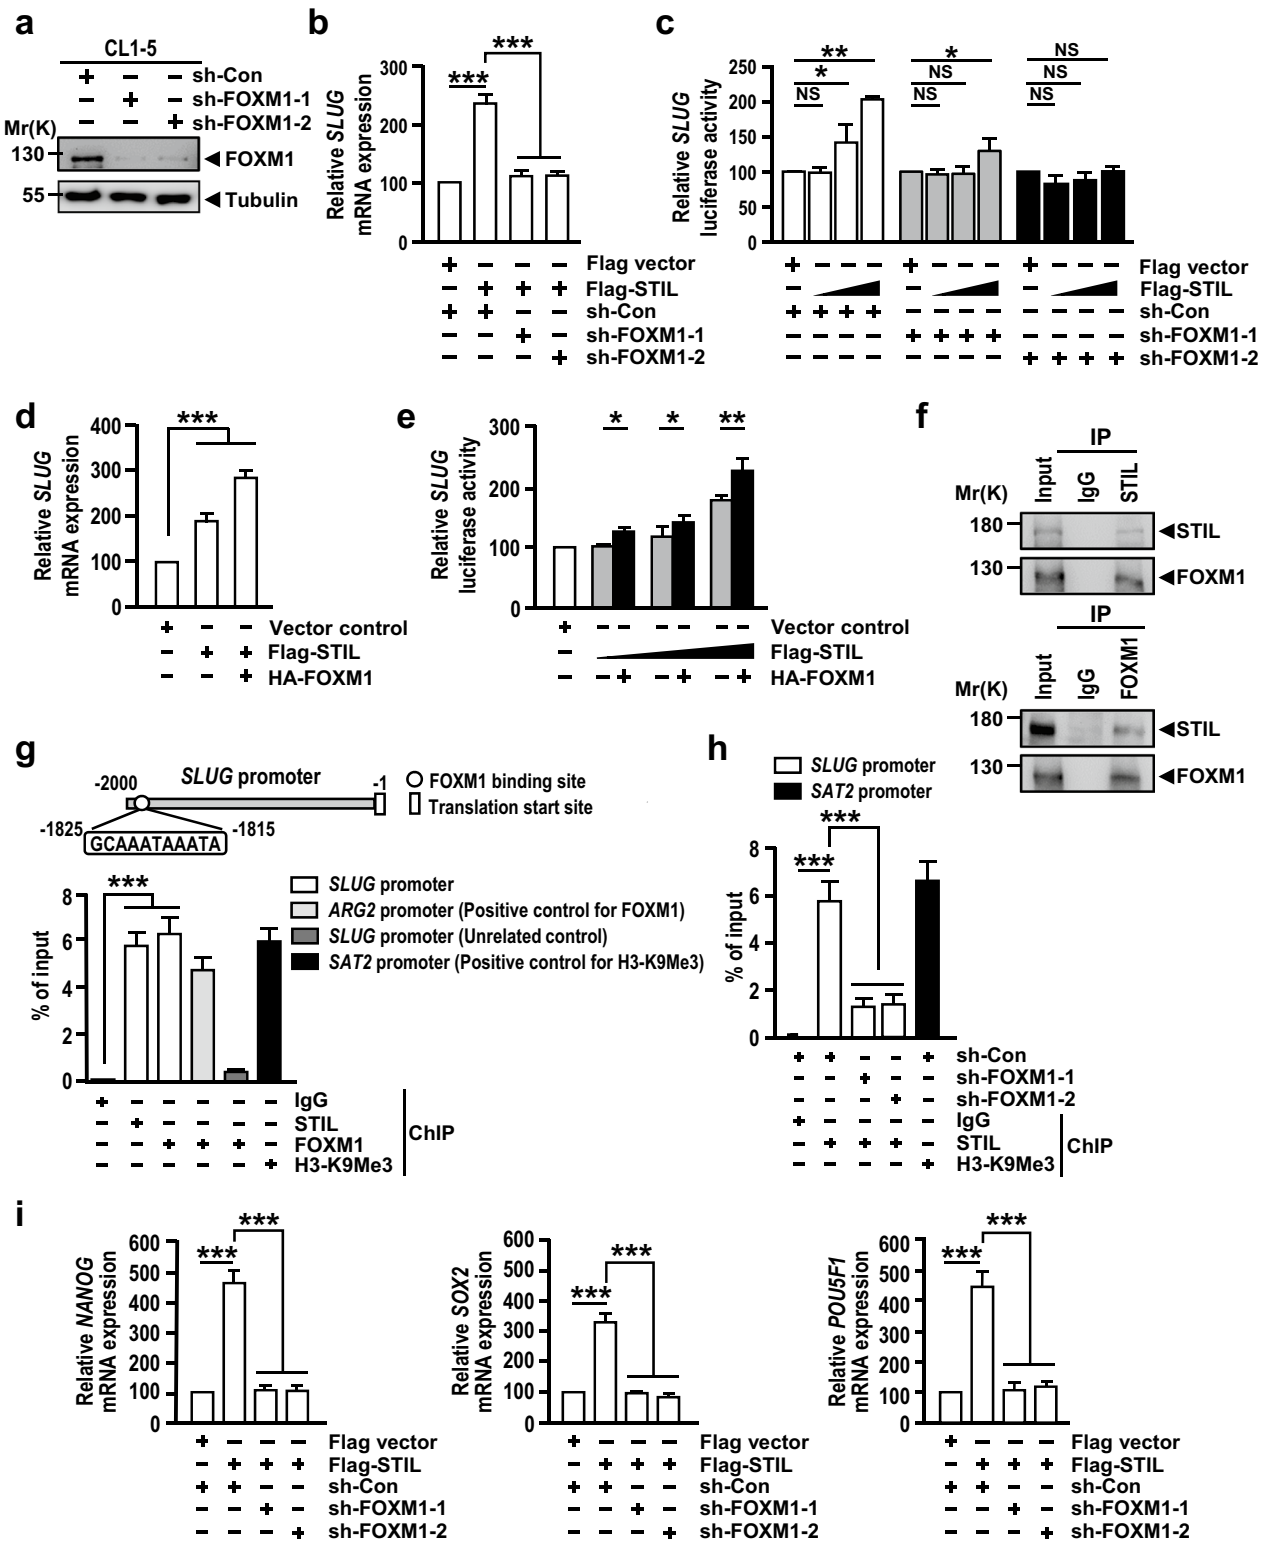 a
CL1-5
+ − − sh-Con
− + − sh-FOXM1-1
− − + sh-FOXM1-2
Mr(K)
130
FOXM1
55
Tubulin
b
Relative SLUG
mRNA expression
300
200
100
0
***
***
+ − − − Flag vector
− + + + Flag-STIL
+ + − − sh-Con
− − + − sh-FOXM1-1
− − − + sh-FOXM1-2
c
Relative SLUG
luciferase activity
250
200
150
100
50
0
** * NS
* NS NS
NS NS NS
+ − − − + − − − + − − − Flag vector
− − − Flag-STIL
+ + + + − − − − − − − − sh-Con
− − − − + + + + − − − − sh-FOXM1-1
− − − − − − − − + + + + sh-FOXM1-2
d
Relative SLUG
mRNA expression
400
300
200
100
0
***
+ − − Vector control
− + + Flag-STIL
− − + HA-FOXM1
e
Relative SLUG
luciferase activity
300
200
100
0
* * **
+ − − − − − − Vector control
− Flag-STIL
− − + − + − + HA-FOXM1
f
IP
Mr(K)
Input
IgG
STIL
180
STIL
130
FOXM1
IP
Mr(K)
Input
IgG
FOXM1
180
STIL
130
FOXM1
g
-2000 SLUG promoter -1
FOXM1 binding site
Translation start site
-1825 -1815
GCAAATAAATA
% of input
8
6
4
2
0
***
SLUG promoter
ARG2 promoter (Positive control for FOXM1)
SLUG promoter (Unrelated control)
SAT2 promoter (Positive control for H3-K9Me3)
+ − − − − − IgG
− + − − − − STIL
− − + + + − FOXM1
− − − − − + H3-K9Me3
ChIP
h
SLUG promoter
SAT2 promoter
% of input
8
6
4
2
0
***
***
+ + − − + sh-Con
− − + − − sh-FOXM1-1
− − − + − sh-FOXM1-2
+ − − − − IgG
− + + + − STIL
− − − − + H3-K9Me3
ChIP
i
Relative NANOG
mRNA expression
600
500
400
300
200
100
0
***
***
+ − − − Flag vector
− + + + Flag-STIL
+ + − − sh-Con
− − + − sh-FOXM1-1
− − − + sh-FOXM1-2
Relative SOX2
mRNA expression
600
500
400
300
200
100
0
***
***
+ − − − Flag vector
− + + + Flag-STIL
+ + − − sh-Con
− − + − sh-FOXM1-1
− − − + sh-FOXM1-2
Relative POU5F1
mRNA expression
600
500
400
300
200
100
0
***
***
+ − − − Flag vector
− + + + Flag-STIL
+ + − − sh-Con
− − + − sh-FOXM1-1
− − − + sh-FOXM1-2